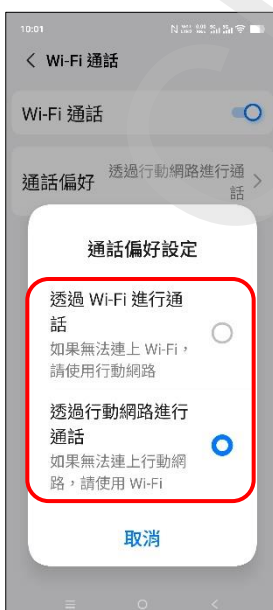 10:01
Wi-Fi 通話
Wi-Fi 通話
通話偏好
透過行動網路進行通
話
通話偏好設定
透過 Wi-Fi 進行通
話
如果無法連上 Wi-Fi，
請使用行動網路
透過行動網路進行
通話
如果無法連上行動網
路，請使用 Wi-Fi
取消